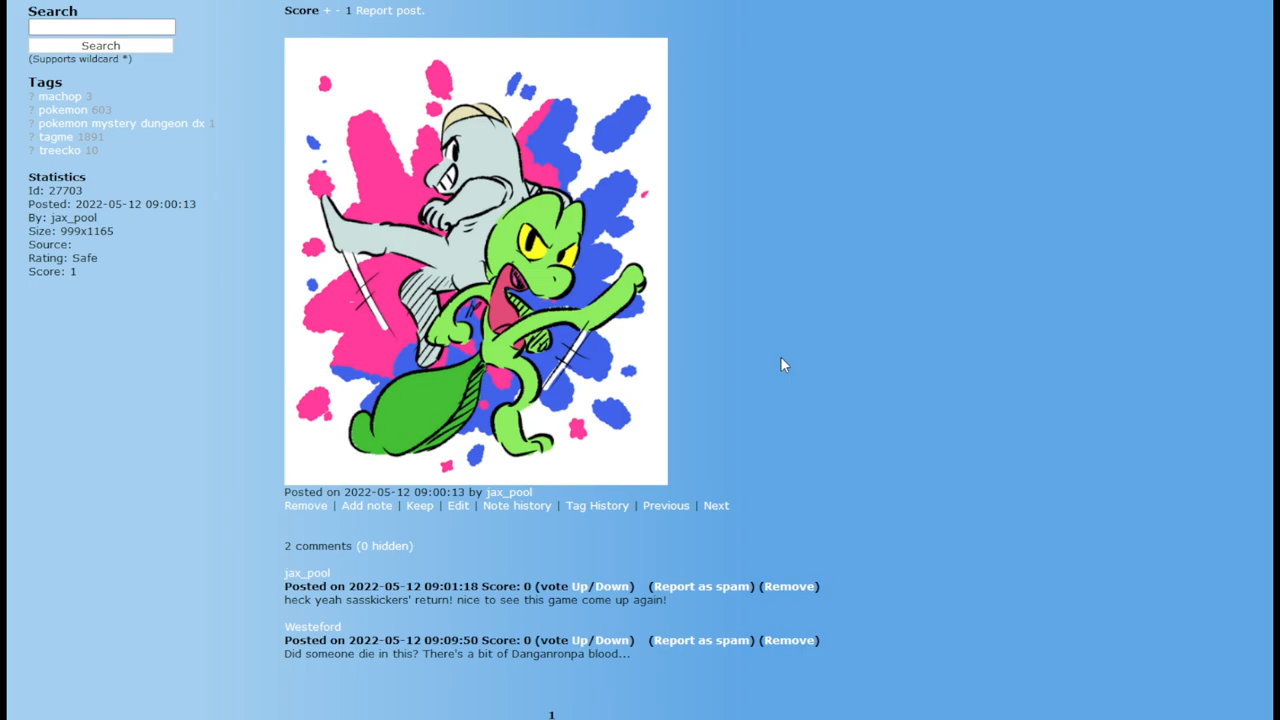 Search
Search
(Supports wildcard *)
Tags
? machop 3
? pokemon 603
? pokemon mystery dungeon dx 1
? tagme 1891
? treecko 10
Statistics
Id: 27703
Posted: 2022-05-12 09:00:13
By: jax_pool
Size: 999x1165
Source:
Rating: Safe
Score: 1
Score + - 1 Report post.
Posted on 2022-05-12 09:00:13 by jax_pool
Remove | Add note | Keep | Edit | Note history | Tag History | Previous | Next
2 comments (0 hidden)
jax_pool
Posted on 2022-05-12 09:01:18 Score: 0 (vote Up/Down) (Report as spam) (Remove)
heck yeah sasskickers' return! nice to see this game come up again!
Westeford
Posted on 2022-05-12 09:09:50 Score: 0 (vote Up/Down) (Report as spam) (Remove)
Did someone die in this? There's a bit of Danganronpa blood...
1